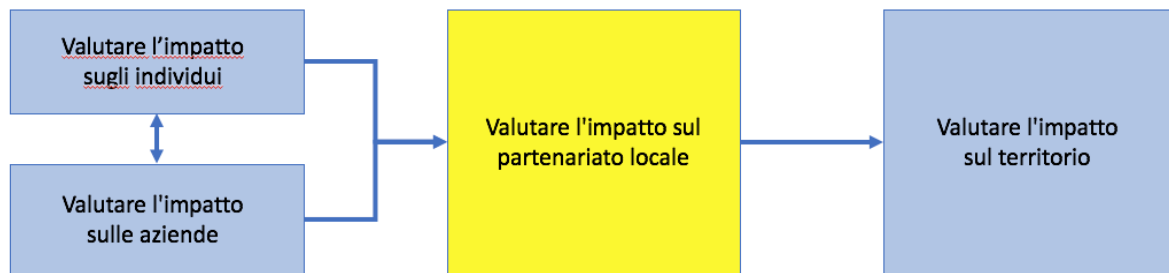 Valutare l’impatto
sugli individui
Valutare l'impatto
sulle aziende
Valutare l'impatto sul
partenariato locale
Valutare l'impatto
sul territorio